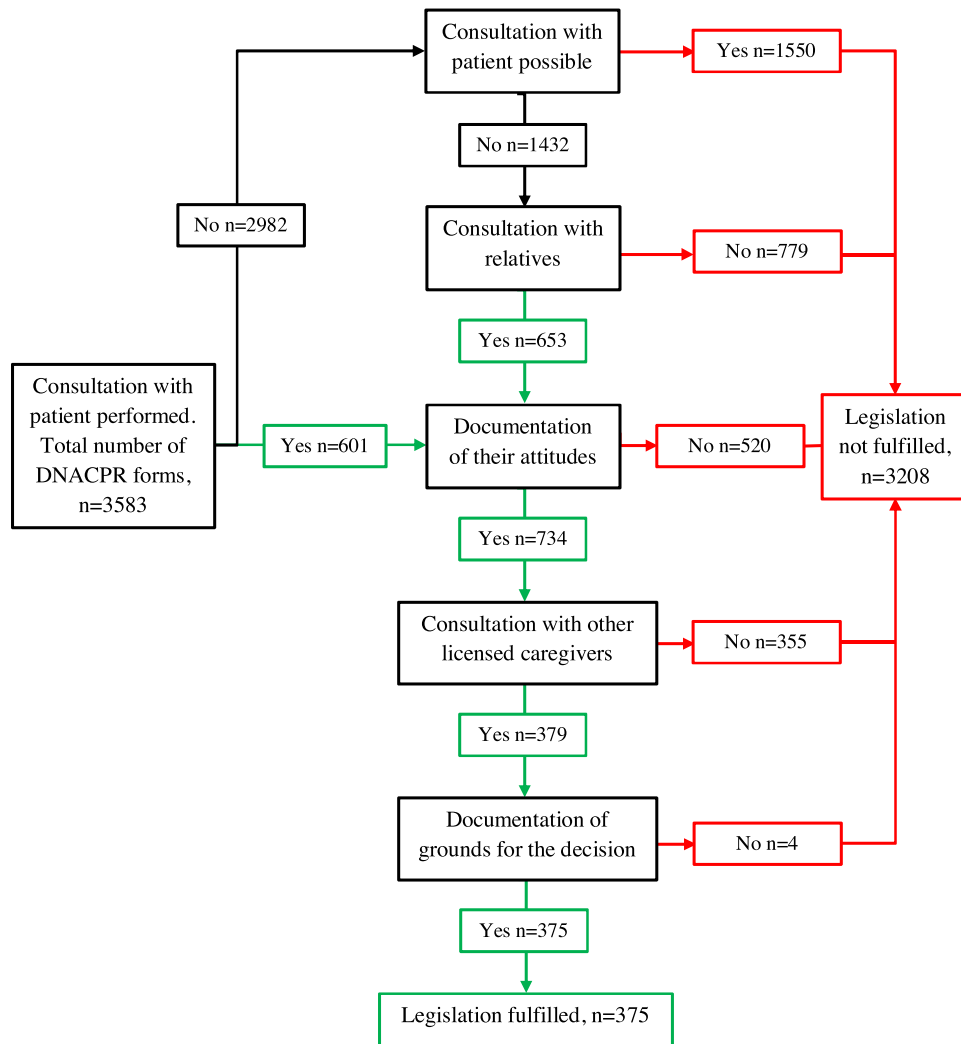 Consultation with
patient possible
Yes n=1550
No n=1432
No n=2982
Consultation with
relatives
No n=779
Yes n=653
Consultation with
patient performed.
Total number of
DNACPR forms,
n=3583
Yes n=601
Documentation
of their attitudes
No n=520
Legislation
not fulfilled,
n=3208
Yes n=734
Consultation with other
licensed caregivers
No n=355
Yes n=379
Documentation of
grounds for the decision
No n=4
Yes n=375
Legislation fulfilled, n=375